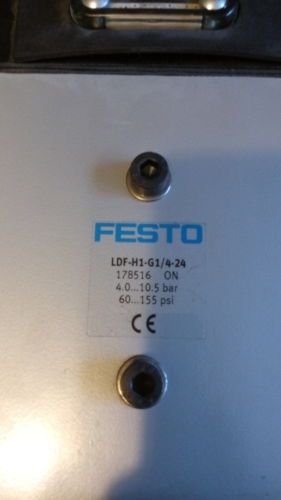 FESTO
LDF-H1-G1/4-24
178516 ON
4.0...10.5 bar
60...155 psi
CE